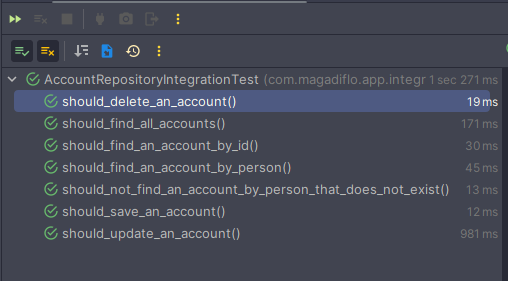 AccountRepositoryIntegrationTest (com.magadiflo.app.integr 1 sec 271 ms
should_delete_an_account() 19 ms
should_find_all_accounts() 171 ms
should_find_an_account_by_id() 30 ms
should_find_an_account_by_person() 45 ms
should_not_find_an_account_by_person_that_does_not_exist() 13 ms
should_save_an_account() 12 ms
should_update_an_account() 981 ms